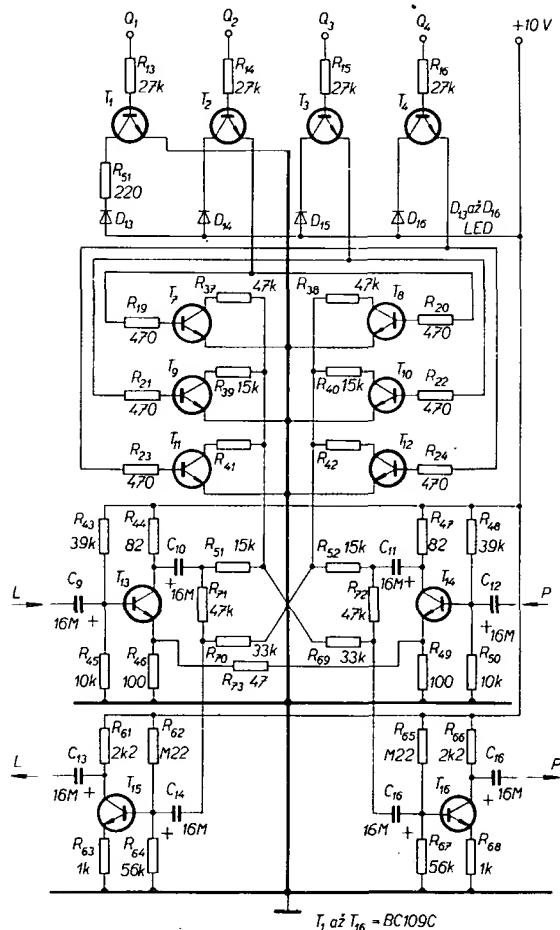 Q1 Q2 Q3 Q4 +10 V
R13 R14 R15 R16
27k 27k 27k 27k
T1 T2 T3 T4
R51
220
D13 D14 D15 D16
D13 až D16
LED
R37 47k R38 47k
T7 T8
R19 R20
470 470
T9 T10
R21 R39 15k R40 15k R22
470 470
T11 T12
R23 R41 R42 R24
470 470
R43 R44 R47 R48
39k 82 82 39k
C10 R51 15k R52 15k C11
16M 16M
L C9 T13 R71 R72 T14 C12 P
16M 47k 47k 16M
R45 R46 R70 33k R69 33k R49 R50
10k 100 100 10k
R73 47
R61 R62 R65 R66
2k2 M22 M22 2k2
L C13 C16 P
16M 16M
T15 C14 C16 T16
16M 16M
R63 R64 R67 R68
1k 56k 56k 1k
T1 až T16 = BC109C